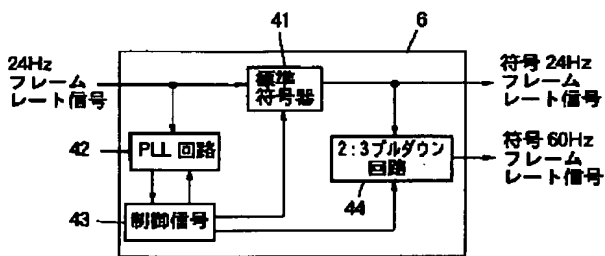 41
6
24Hz
フレーム
レート信号
標準
符号器
符号 24Hz
フレーム
レート信号
42
PLL 回路
2:3プルダウン
回路
44
符号 60Hz
フレーム
レート信号
43
制御信号